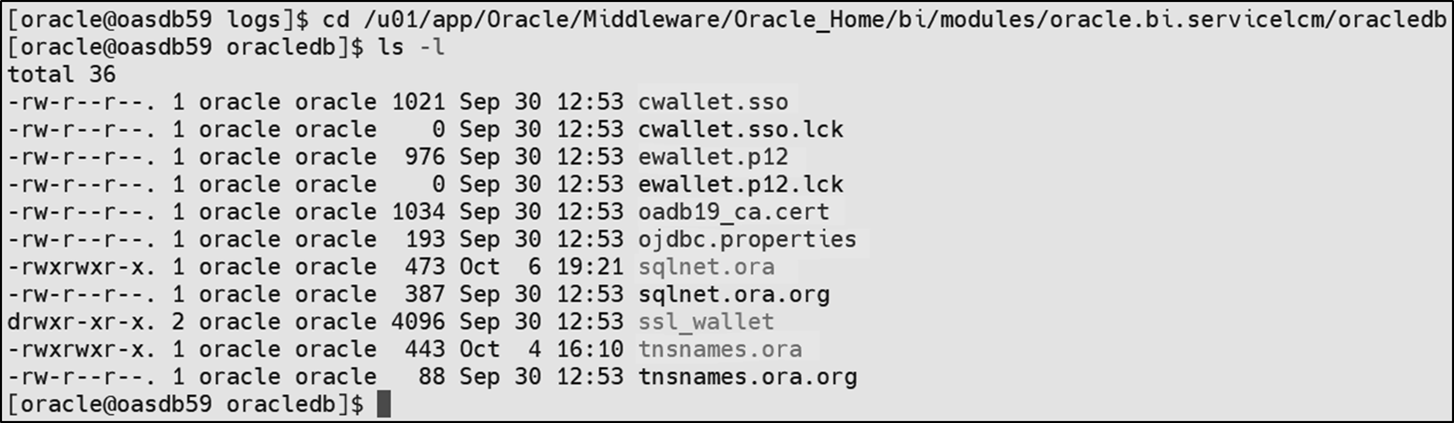 [oracle@oasdb59 logs]$ cd /u01/app/Oracle/Middleware/Oracle_Home/bi/modules/oracle.bi.servicelcm/oracledb
[oracle@oasdb59 oracledb]$ ls -l
total 36
-rw-r--r--. 1 oracle oracle 1021 Sep 30 12:53 cwallet.sso
-rw-r--r--. 1 oracle oracle    0 Sep 30 12:53 cwallet.sso.lck
-rw-r--r--. 1 oracle oracle  976 Sep 30 12:53 ewallet.p12
-rw-r--r--. 1 oracle oracle    0 Sep 30 12:53 ewallet.p12.lck
-rw-r--r--. 1 oracle oracle 1034 Sep 30 12:53 oadb19_ca.cert
-rw-r--r--. 1 oracle oracle  193 Sep 30 12:53 ojdbc.properties
-rwxrwxr-x. 1 oracle oracle  473 Oct  6 19:21 sqlnet.ora
-rw-r--r--. 1 oracle oracle  387 Sep 30 12:53 sqlnet.ora.org
drwxr-xr-x. 2 oracle oracle 4096 Sep 30 12:53 ssl_wallet
-rwxrwxr-x. 1 oracle oracle  443 Oct  4 16:10 tnsnames.ora
-rw-r--r--. 1 oracle oracle   88 Sep 30 12:53 tnsnames.ora.org
[oracle@oasdb59 oracledb]$